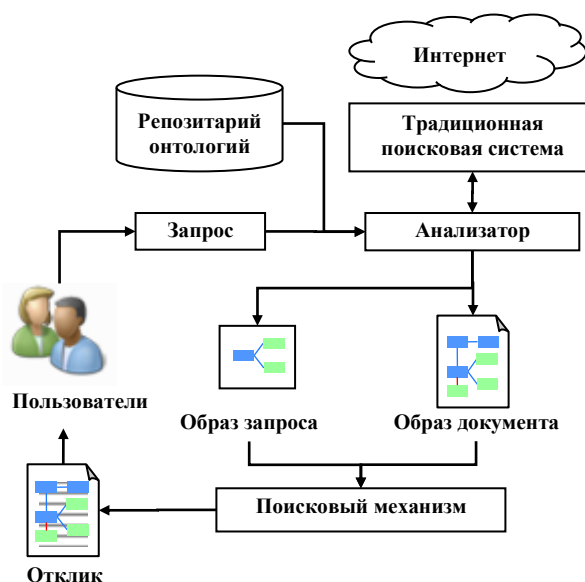 Интернет
Репозитарий
онтологий
Традиционная
поисковая система
Запрос
Анализатор
Пользователи
Образ запроса
Образ документа
Поисковый механизм
Отклик